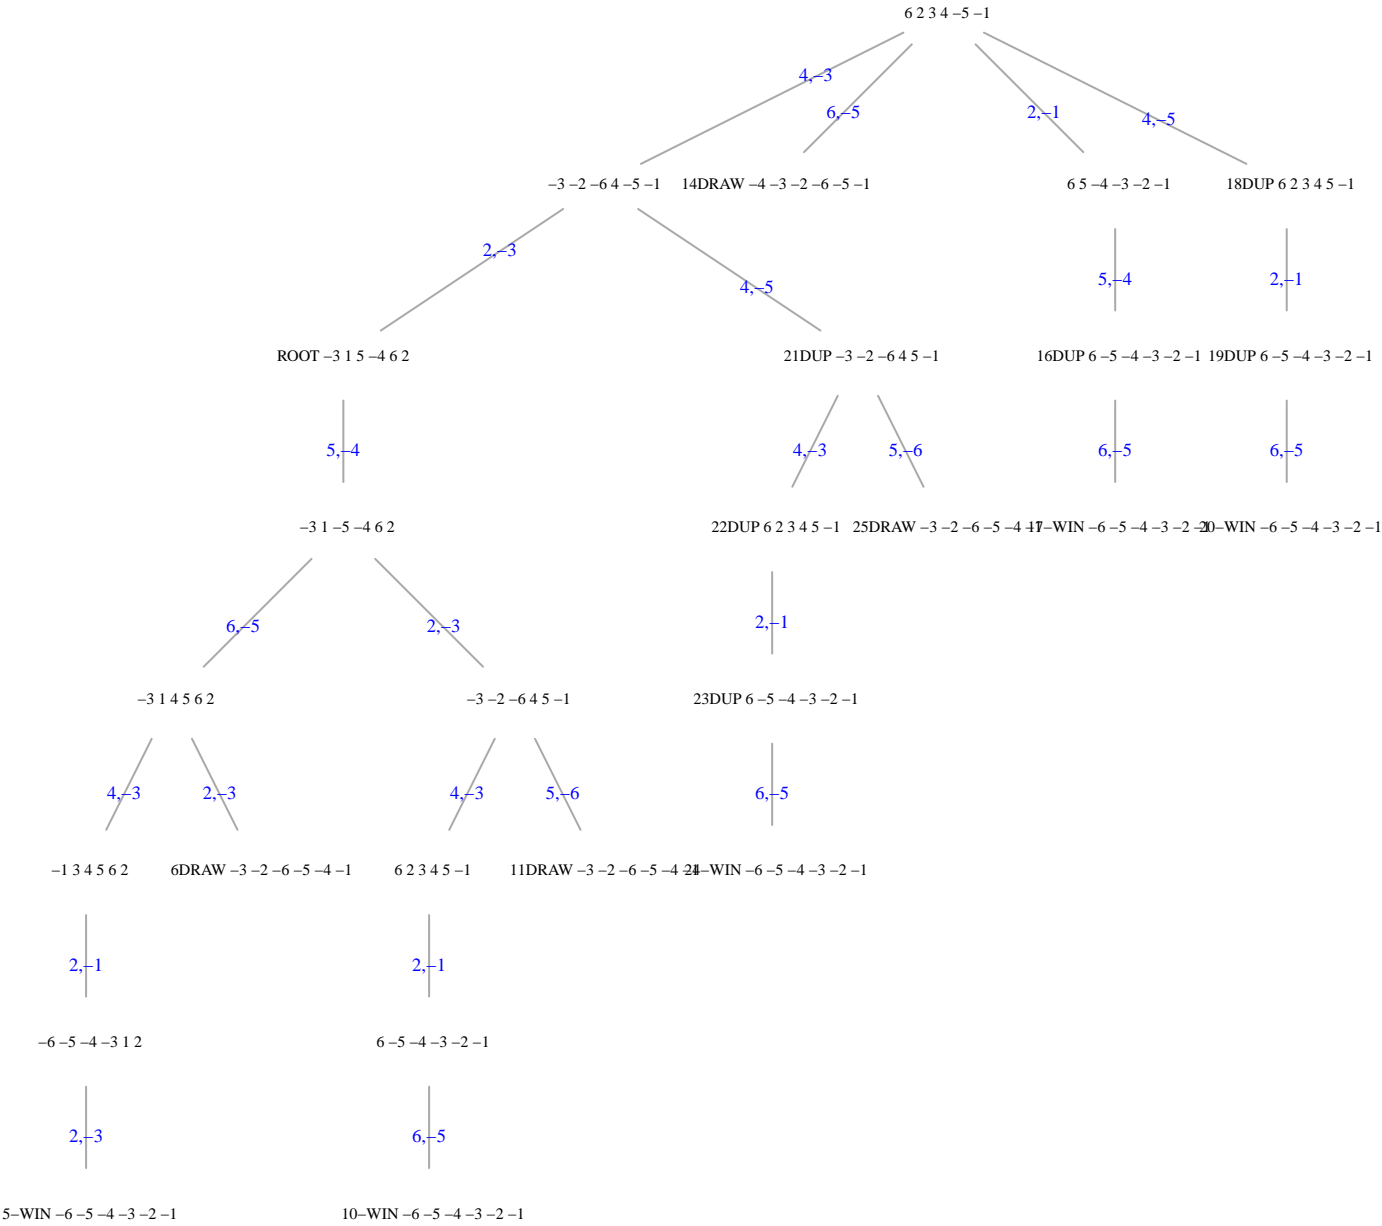 6 2 3 4 –5 –1
4,–3
6,–5
2,–1
4,–5
–3 –2 –6 4 –5 –1
14DRAW –4 –3 –2 –6 –5 –1
6 5 –4 –3 –2 –1
18DUP 6 2 3 4 5 –1
2,–3
4,–5
5,–4
2,–1
ROOT –3 1 5 –4 6 2
21DUP –3 –2 –6 4 5 –1
16DUP 6 –5 –4 –3 –2 –1
19DUP 6 –5 –4 –3 –2 –1
5,–4
4,–3
5,–6
6,–5
6,–5
–3 1 –5 –4 6 2
22DUP 6 2 3 4 5 –1
25DRAW –3 –2 –6 –5 –4 –1
17–WIN –6 –5 –4 –3 –2 –1
20–WIN –6 –5 –4 –3 –2 –1
6,–5
2,–3
2,–1
–3 1 4 5 6 2
–3 –2 –6 4 5 –1
23DUP 6 –5 –4 –3 –2 –1
4,–3
2,–3
4,–3
5,–6
6,–5
–1 3 4 5 6 2
6DRAW –3 –2 –6 –5 –4 –1
6 2 3 4 5 –1
11DRAW –3 –2 –6 –5 –4 –1
24–WIN –6 –5 –4 –3 –2 –1
2,–1
2,–1
–6 –5 –4 –3 1 2
6 –5 –4 –3 –2 –1
2,–3
6,–5
5–WIN –6 –5 –4 –3 –2 –1
10–WIN –6 –5 –4 –3 –2 –1